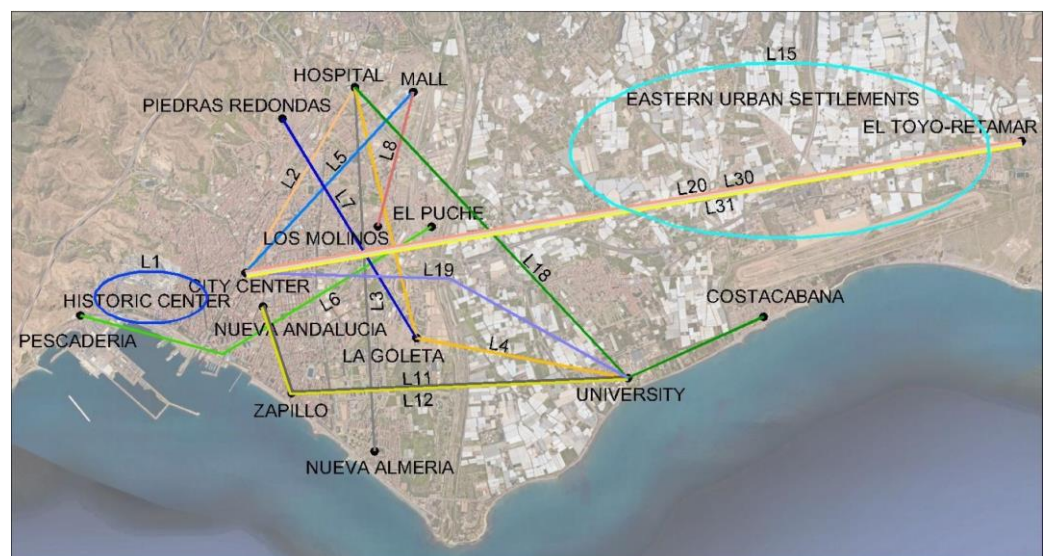 L15
HOSPITAL
MALL
PIEDRAS REDONDAS
EASTERN URBAN SETTLEMENTS
EL TOYO-RETAMAR
L2
L5
L8
L7
L20
L30
L31
EL PUCHE
LOS MOLINOS
L1
L19
L18
CITY CENTER
HISTORIC CENTER
L6
L3
COSTACABANA
NUEVA ANDALUCIA
PESCADERIA
LA GOLETA
L4
L11
L12
UNIVERSITY
ZAPILLO
NUEVA ALMERIA